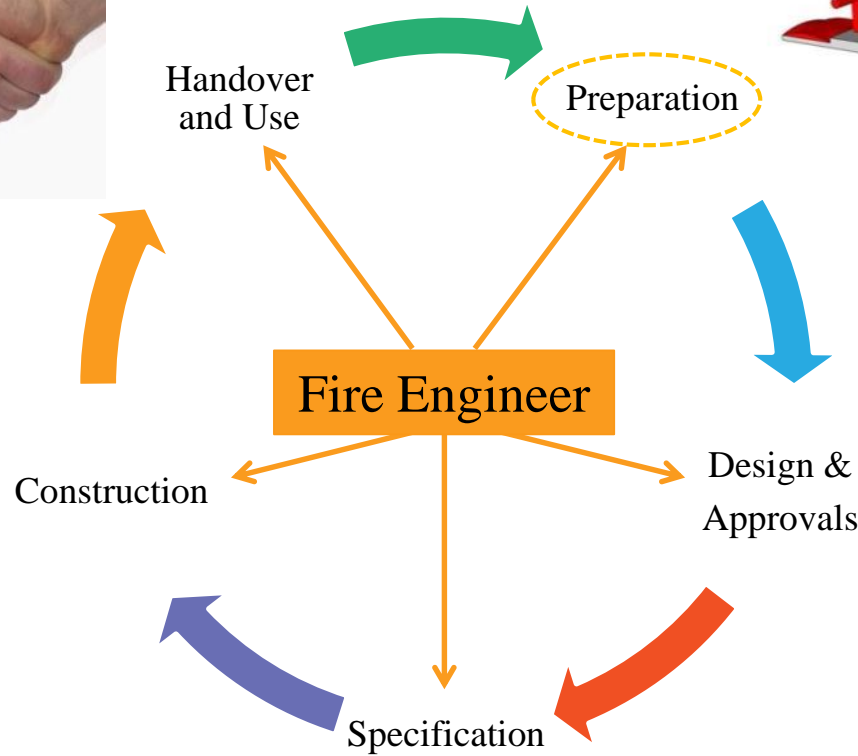 Handover
and Use
Preparation
Fire Engineer
Design &
Approvals
Construction
Specification